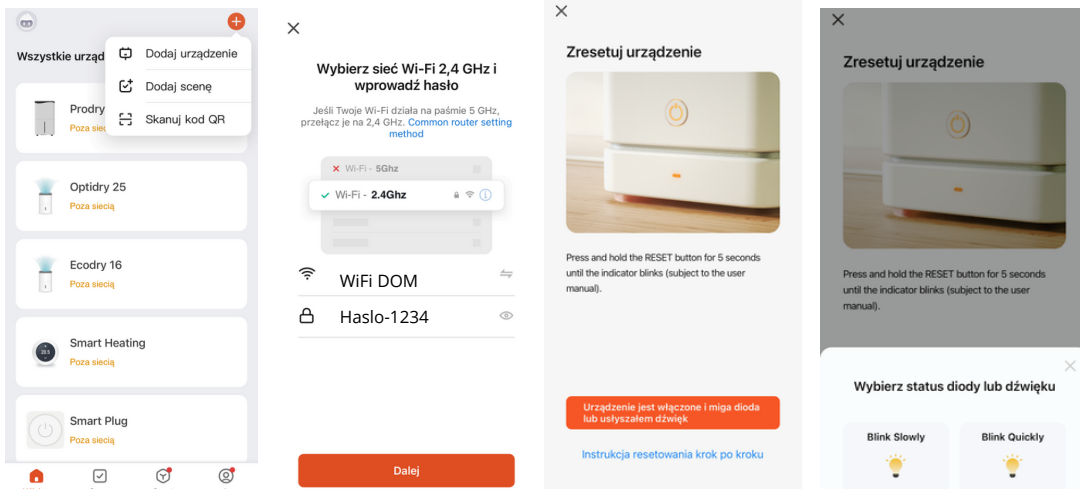 Wszystkie urząd
Dodaj urządzenie
Dodaj scenę
Skanuj kod QR
Prodry
Poza siec
Optidry 25
Poza siecią
Ecodry 16
Poza siecią
Smart Heating
Poza siecią
Smart Plug
Poza siecią
Wybierz sieć Wi-Fi 2,4 GHz i
wprowadź hasło
Jeśli Twoje Wi-Fi działa na paśmie 5 GHz,
przełącz je na 2,4 GHz. Common router setting
method
Wi-Fi - 5Ghz
Wi-Fi - 2.4Ghz
WiFi DOM
Haslo-1234
Dalej
Zresetuj urządzenie
Press and hold the RESET button for 5 seconds
until the indicator blinks (subject to the user
manual).
Urządzenie jest włączone i miga dioda
lub usłyszałem dźwięk
Instrukcja resetowania krok po kroku
Zresetuj urządzenie
Press and hold the RESET button for 5 seconds
until the indicator blinks (subject to the user
manual).
Wybierz status diody lub dźwięku
Blink Slowly
Blink Quickly